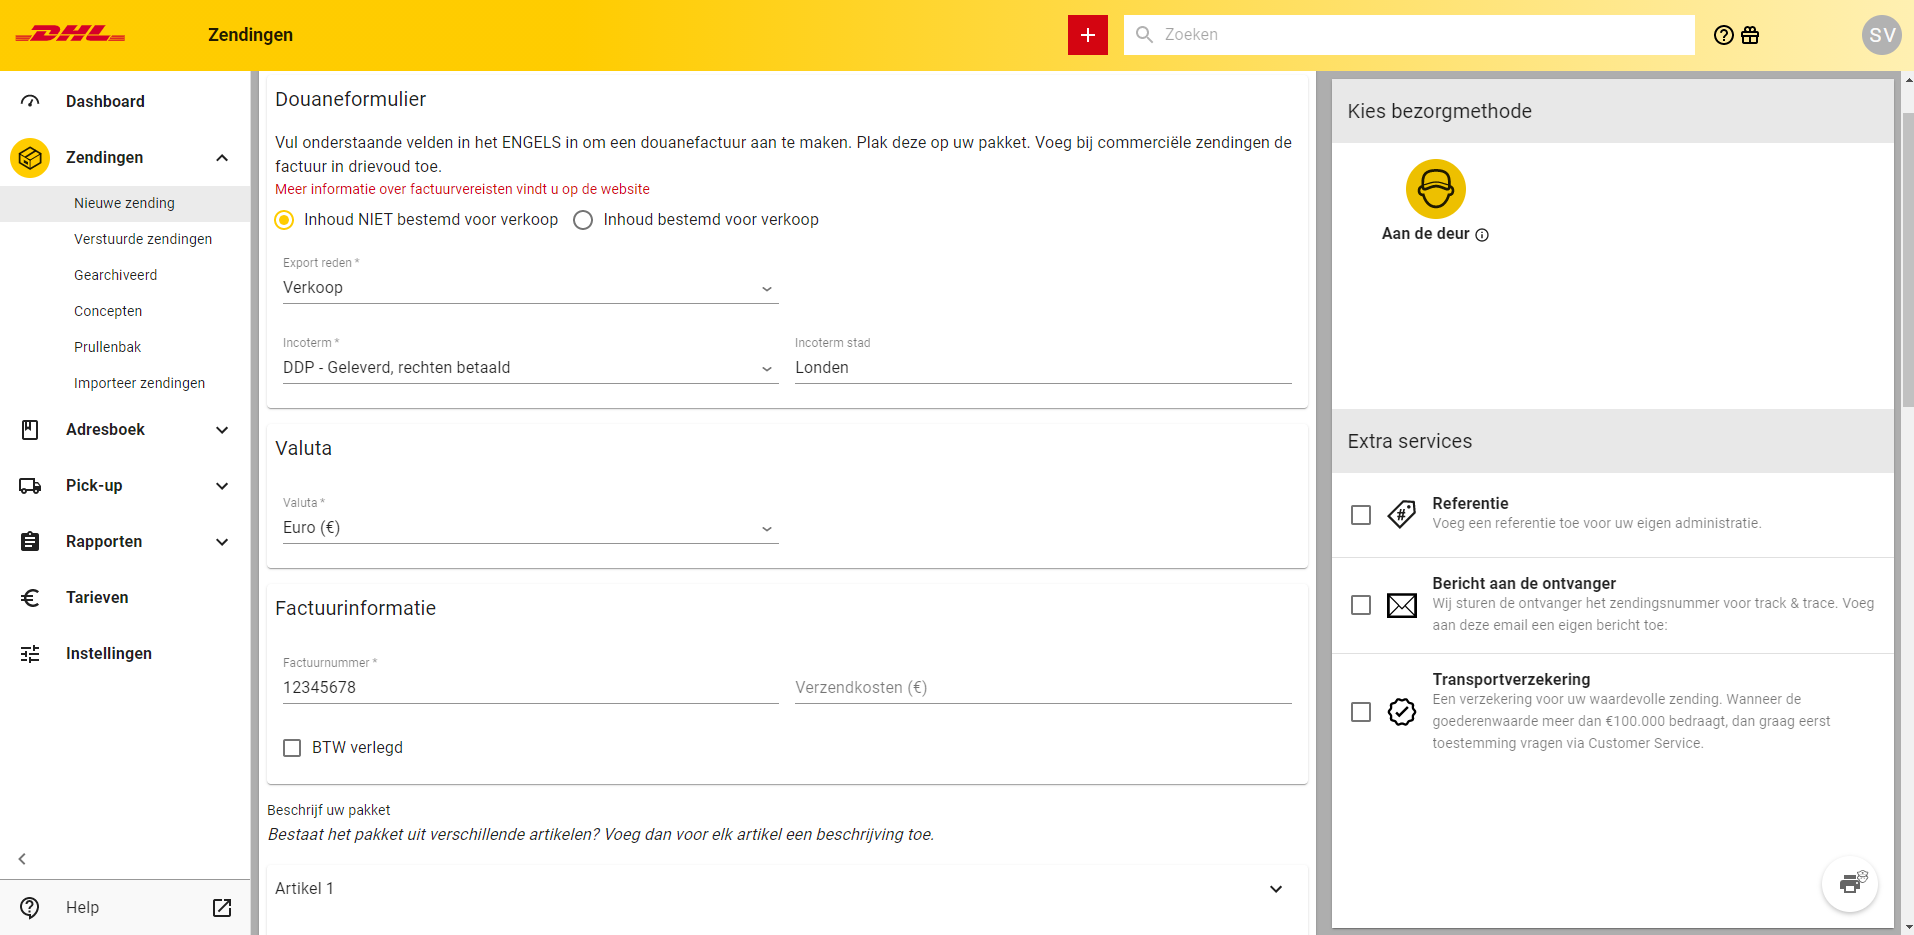 DHL
Zendingen
+
Zoeken
SV
Dashboard
Zendingen
Nieuwe zending
Verstuurde zendingen
Gearchiveerd
Concepten
Prullenbak
Importeer zendingen
Adresboek
Pick-up
Rapporten
Tarieven
Instellingen
Help
Douaneformulier
Vul onderstaande velden in het ENGELS in om een douanefactuur aan te maken. Plak deze op uw pakket. Voeg bij commerciële zendingen de
factuur in drievoud toe.
Meer informatie over factuurvereisten vindt u op de website
Inhoud NIET bestemd voor verkoop
Inhoud bestemd voor verkoop
Export reden *
Verkoop
Incoterm *
DDP - Geleverd, rechten betaald
Incoterm stad
Londen
Valuta
Valuta *
Euro (€)
Factuurinformatie
Factuurnummer *
12345678
Verzendkosten (€)
BTW verlegd
Beschrijf uw pakket
Bestaat het pakket uit verschillende artikelen? Voeg dan voor elk artikel een beschrijving toe.
Artikel 1
Kies bezorgmethode
Aan de deur
Extra services
Referentie
Voeg een referentie toe voor uw eigen administratie.
Bericht aan de ontvanger
Wij sturen de ontvanger het zendingsnummer voor track & trace. Voeg
aan deze email een eigen bericht toe:
Transportverzekering
Een verzekering voor uw waardevolle zending. Wanneer de
goederenwaarde meer dan €100.000 bedraagt, dan graag eerst
toestemming vragen via Customer Service.